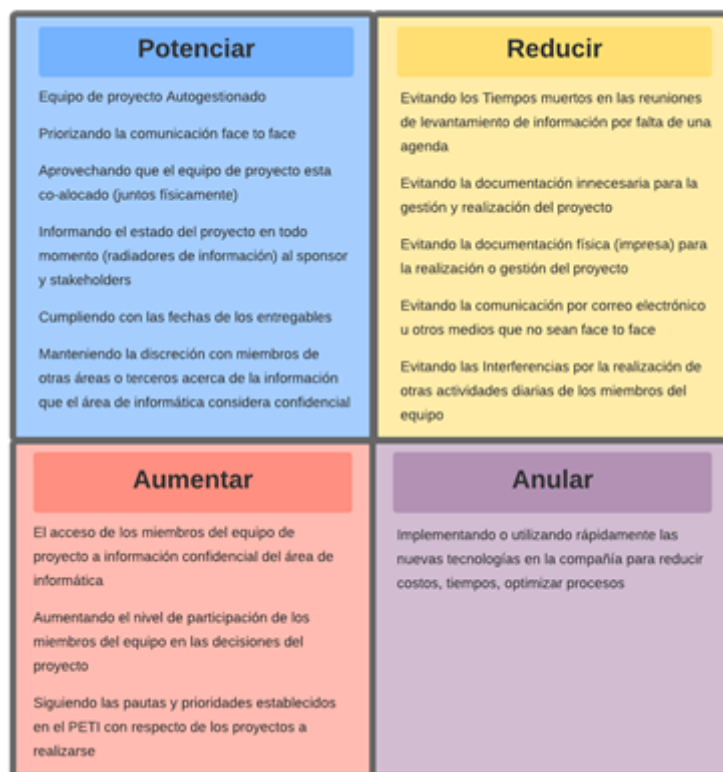 Potenciar
Equipo de proyecto Autogestionado
Priorizando la comunicación face to face
Aprovechando que el equipo de proyecto esta
co-alocado (juntos físicamente)
Informando el estado del proyecto en todo
momento (radiadores de información) al sponsor
y stakeholders
Cumpliendo con las fechas de los entregables
Manteniendo la discreción con miembros de
otras áreas o terceros acerca de la información
que el área de informática considera confidencial
Reducir
Evitando los Tiempos muertos en las reuniones
de levantamiento de información por falta de una
agenda
Evitando la documentación innecesaria para la
gestión y realización del proyecto
Evitando la documentación física (impresa) para
la realización o gestión del proyecto
Evitando la comunicación por correo electrónico
u otros medios que no sean face to face
Evitando las Interferencias por la realización de
otras actividades diarias de los miembros del
equipo
Aumentar
El acceso de los miembros del equipo de
proyecto a información confidencial del área de
informática
Aumentando el nivel de participación de los
miembros del equipo en las decisiones del
proyecto
Siguiendo las pautas y prioridades establecidos
en el PETI con respecto de los proyectos a
realizarse
Anular
Implementando o utilizando rápidamente las
nuevas tecnologías en la compañía para reducir
costos, tiempos, optimizar procesos